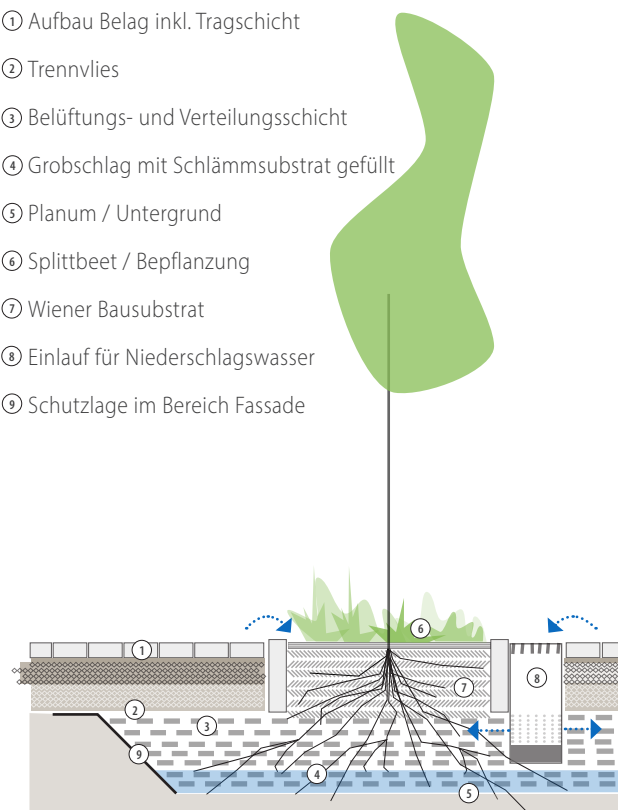 1 Aufbau Belag inkl. Tragschicht
2 Trennvlies
3 Belüftungs- und Verteilungsschicht
4 Grobschlag mit Schlämmsubstrat gefüllt
5 Planum / Untergrund
6 Splittbeet / Bepflanzung
7 Wiener Bausubstrat
8 Einlauf für Niederschlagswasser
9 Schutzlage im Bereich Fassade
6
1
8
7
2
3
9
4
5